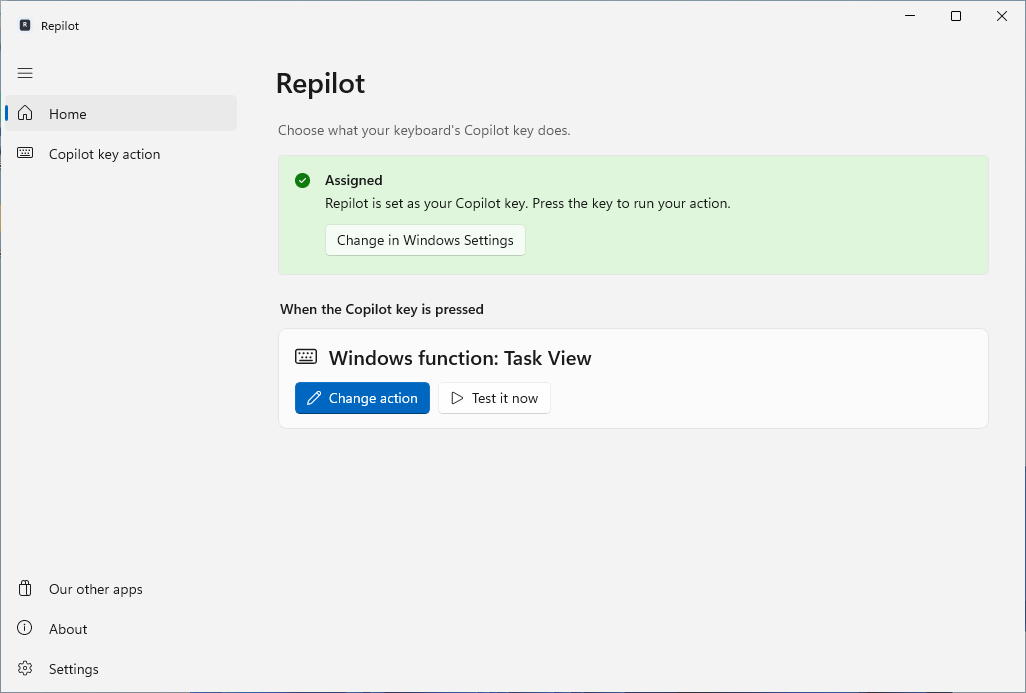 Repilot
Home
Copilot key action
Repilot
Choose what your keyboard's Copilot key does.
Assigned
Repilot is set as your Copilot key. Press the key to run your action.
Change in Windows Settings
When the Copilot key is pressed
Windows function: Task View
Change action
Test it now
Our other apps
About
Settings